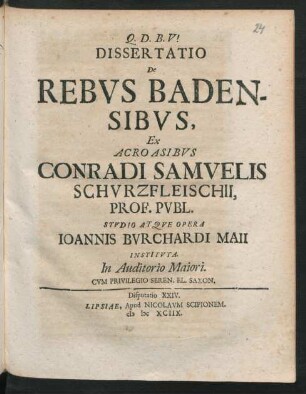 24
Q. D. B. V!
DISSERTATIO
De
REBVS BADEN-
SIBVS,
Ex
ACROASIBVS
CONRADI SAMVELIS
SCHVRZFLEISCHII,
PROF. PVBL.
STVDIO ATQVE OPERA
IOANNIS BVRCHARDI MAII
INSTITVTA.
In Auditorio Maiori.
CVM PRIVILEGIO SEREN. EL. SAXON.
Disputatio XXIV.
LIPSIAE, Apud NICOLAVM SCIPIONEM.
cIɔ Iɔc XCIIX.